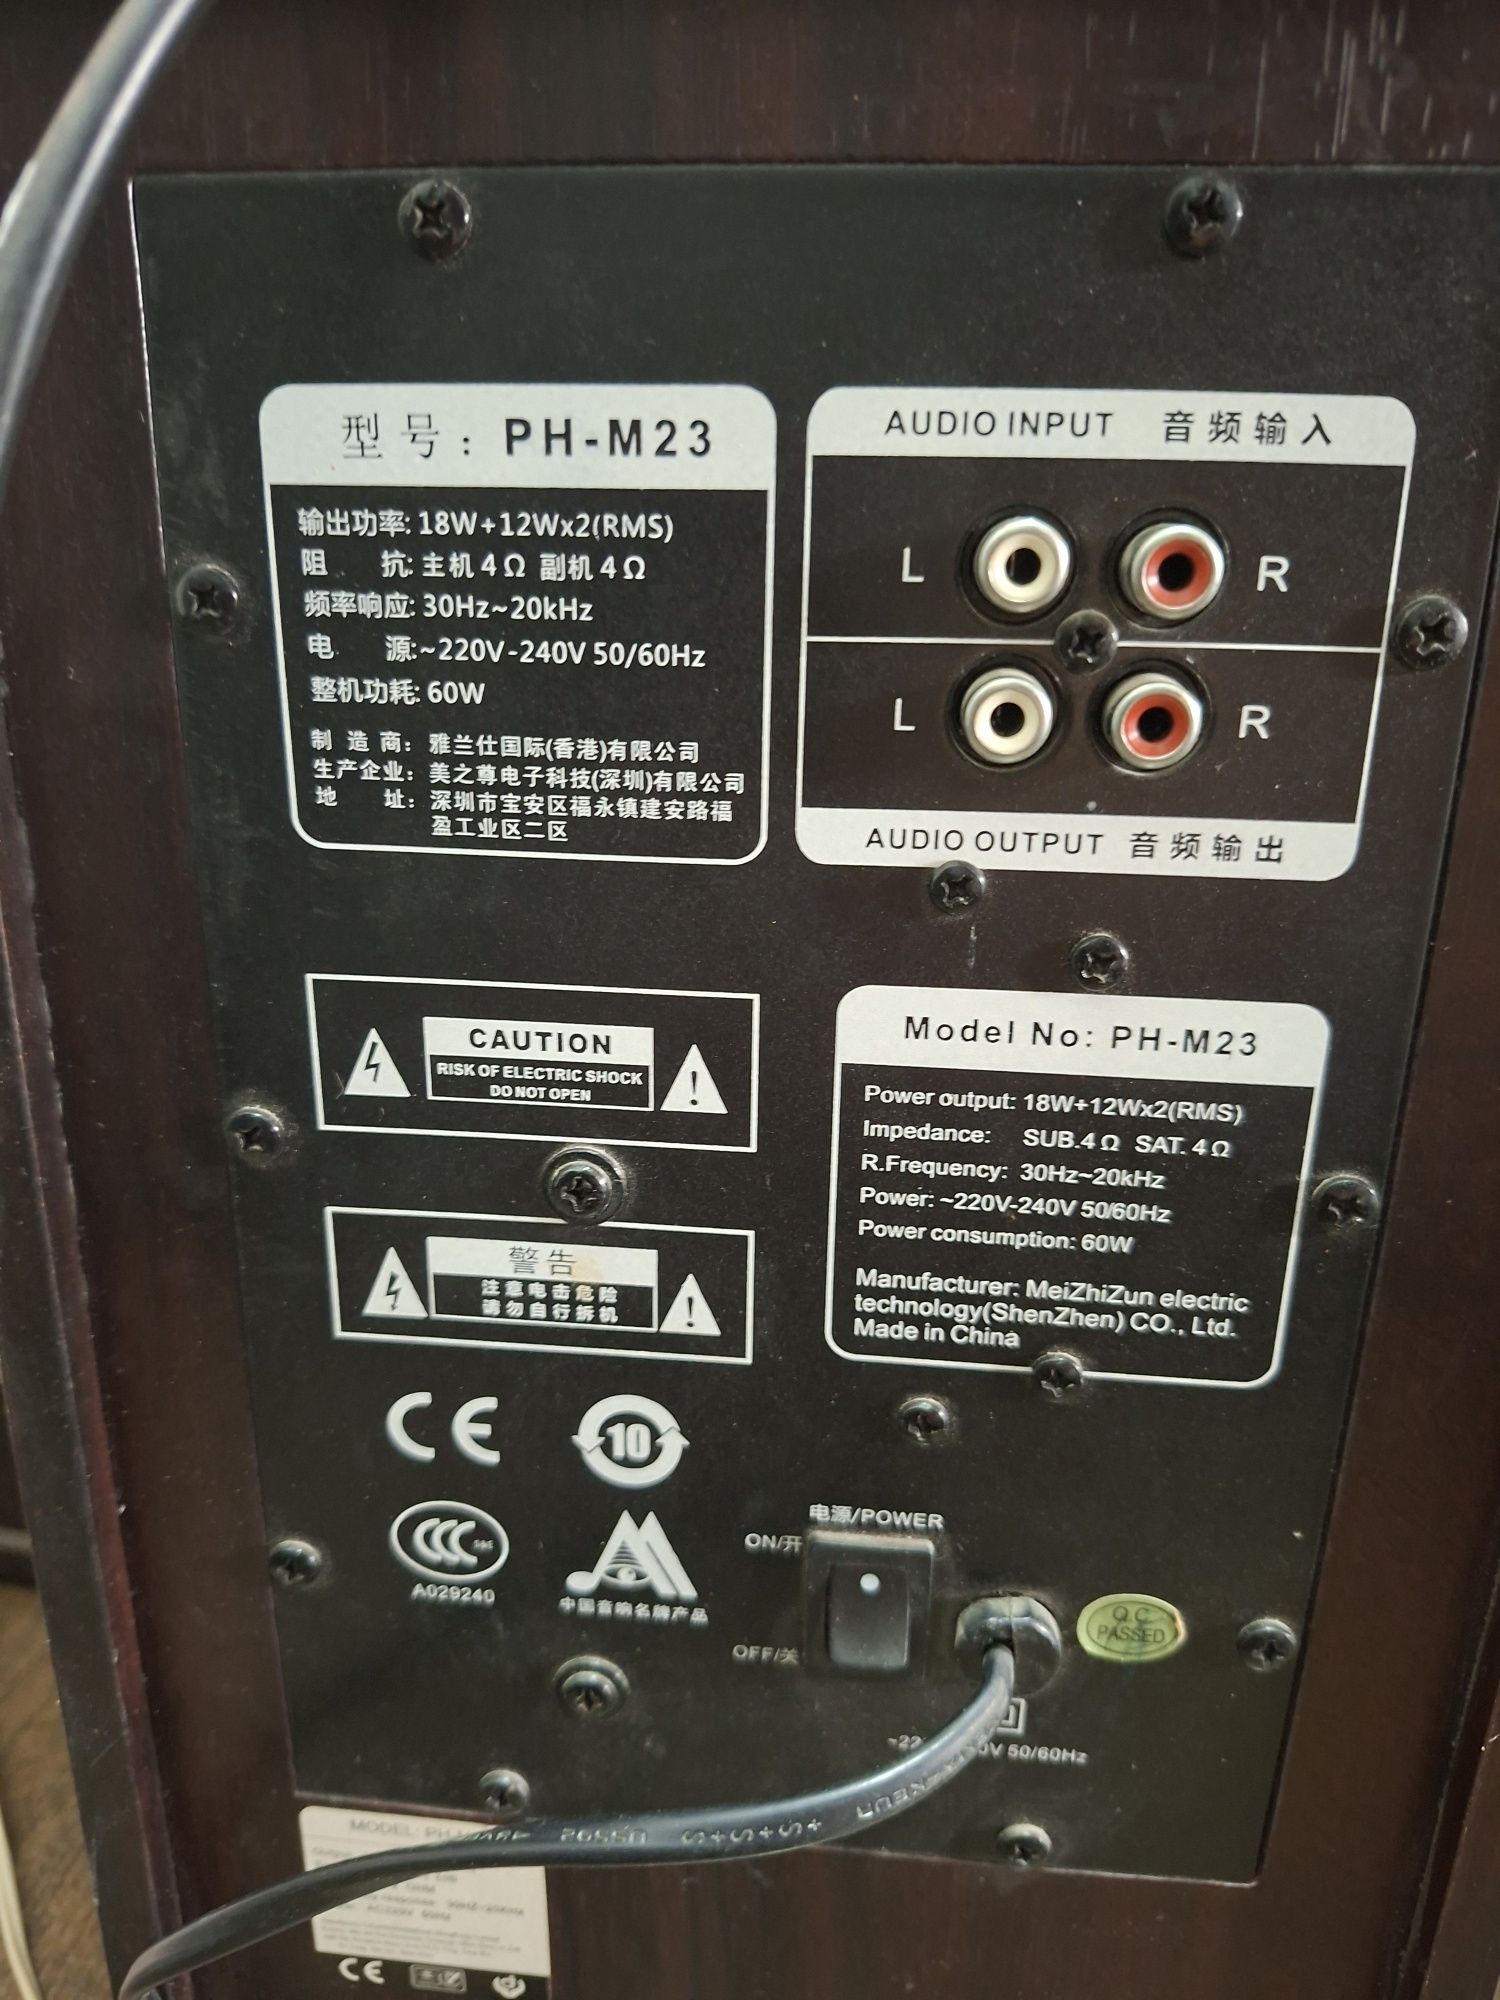 型号: PH-M23
输出功率: 18W+12Wx2(RMS)
阻 抗: 主机 4Ω 副机 4Ω
频率响应: 30Hz~20kHz
电 源:~220V-240V 50/60Hz
整机功耗: 60W
制造商: 雅兰仕国际(香港)有限公司
生产企业: 美之尊电子科技(深圳)有限公司
地 址: 深圳市宝安区福永镇建安路福
盈工业区二区
AUDIO INPUT 音频输入
L R
L R
AUDIO OUTPUT 音频输出
CAUTION
RISK OF ELECTRIC SHOCK
DO NOT OPEN
警告
注意电击危险
请勿自行拆机
Model No: PH-M23
Power output: 18W+12Wx2(RMS)
Impedance: SUB.4Ω SAT. 4Ω
R.Frequency: 30Hz~20kHz
Power: ~220V-240V 50/60Hz
Power consumption: 60W
Manufacturer: MeiZhiZun electric
technology(ShenZhen) CO., Ltd.
Made in China
CE
10
CCC S&E
A029240
中国音响名牌产品
电源/POWER
ON/开
OFF/关
Q.C.
PASSED
50/60Hz
MODEL:
CE